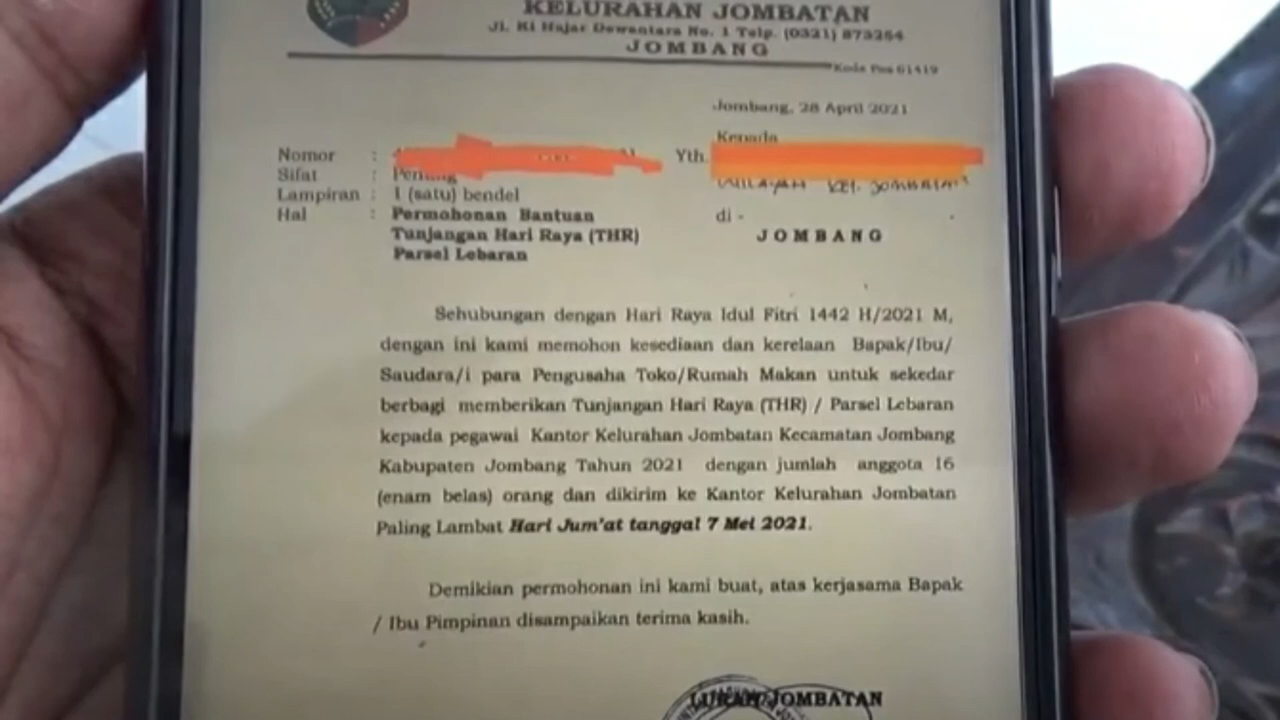 KELURAHAN JOMBATAN
Jl. Ki Hajar Dewantara No. 1 Telp. (0321) 873254
JOMBANG
Kode Pos 61419
Jombang, 28 April 2021
Kepada
Nomor :
Yth.
Sifat : Penting
WILAYAH KEL. JOMBATAN
Lampiran : 1 (satu) bendel
Hal : Permohonan Bantuan
di -
Tunjangan Hari Raya (THR)
JOMBANG
Parsel Lebaran
Sehubungan dengan Hari Raya Idul Fitri 1442 H/2021 M,
dengan ini kami memohon kesediaan dan kerelaan Bapak/Ibu/
Saudara/i para Pengusaha Toko/Rumah Makan untuk sekedar
berbagi memberikan Tunjangan Hari Raya (THR) / Parsel Lebaran
kepada pegawai Kantor Kelurahan Jombatan Kecamatan Jombang
Kabupaten Jombang Tahun 2021 dengan jumlah anggota 16
(enam belas) orang dan dikirim ke Kantor Kelurahan Jombatan
Paling Lambat Hari Jum'at tanggal 7 Mei 2021.
Demikian permohonan ini kami buat, atas kerjasama Bapak
/ Ibu Pimpinan disampaikan terima kasih.
LURAH JOMBATAN